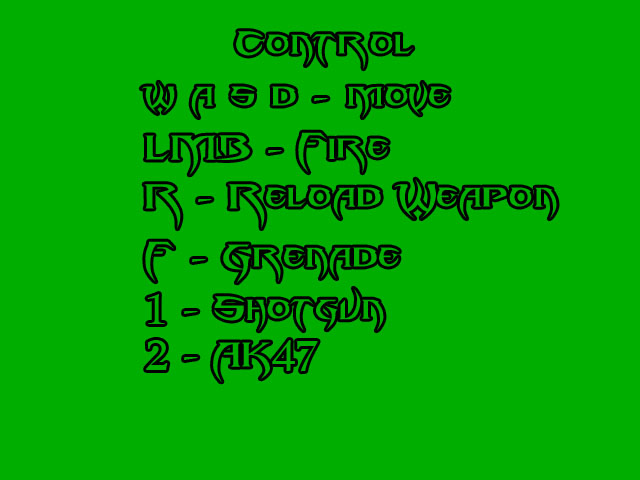 Control
W A S D - Move
LMB - Fire
R - Reload Weapon
F - Grenade
1 - Shotgun
2 - AK47